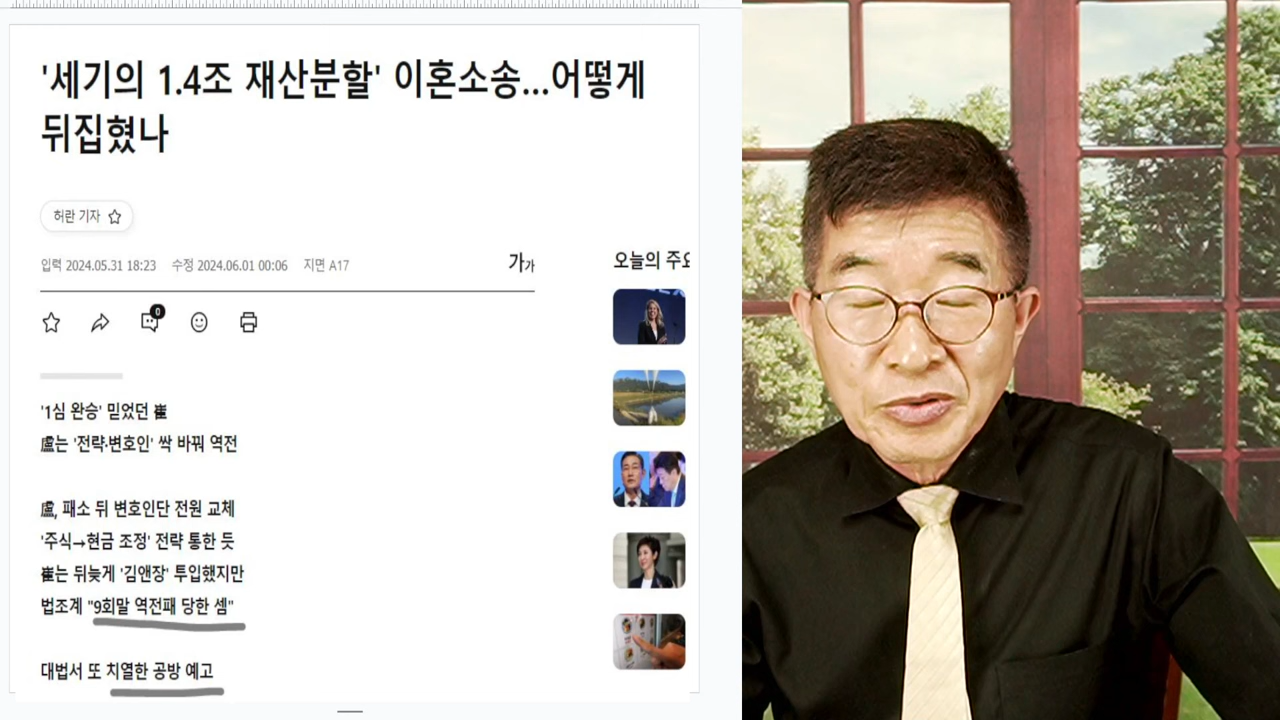 '세기의 1.4조 재산분할' 이혼소송...어떻게
뒤집혔나
허란 기자
입력 2024.05.31 18:23 수정 2024.06.01 00:06 지면 A17
가가
오늘의 주요
0
'1심 완승' 믿었던 崔
盧는 '전략·변호인' 싹 바꿔 역전
盧, 패소 뒤 변호인단 전원 교체
'주식→현금 조정' 전략 통한 듯
崔는 뒤늦게 '김앤장' 투입했지만
법조계 "9회말 역전패 당한 셈"
대법서 또 치열한 공방 예고